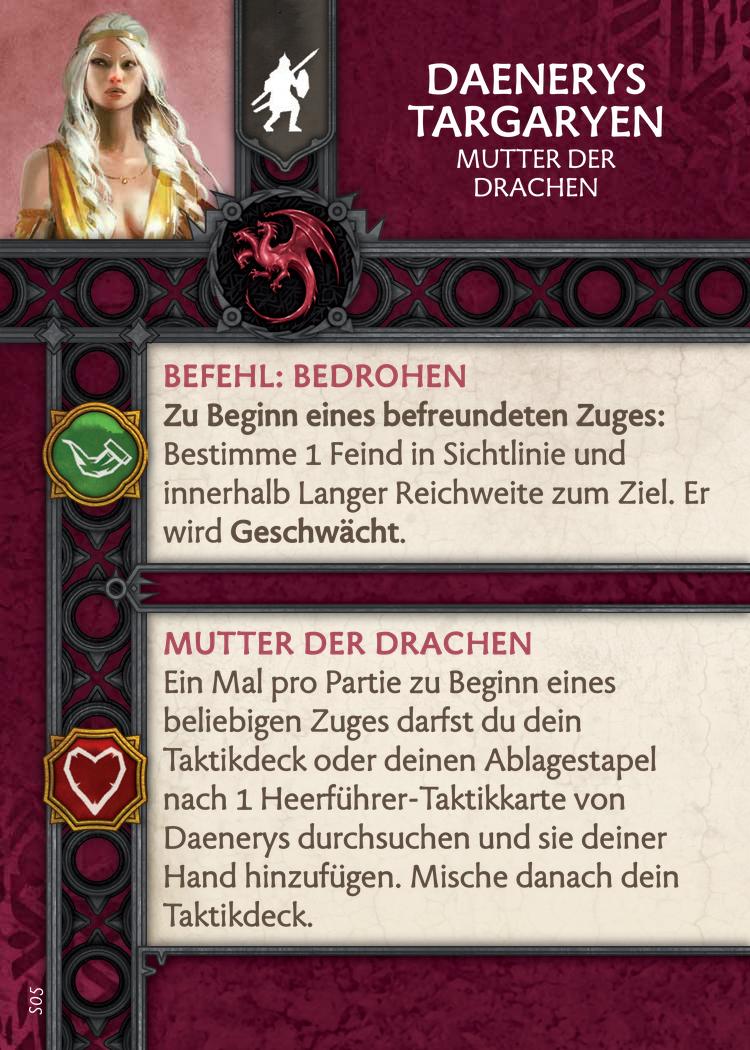 DAENERYS
TARGARYEN
MUTTER DER
DRACHEN
BEFEHL: BEDROHEN
Zu Beginn eines befreundeten Zuges:
Bestimme 1 Feind in Sichtlinie und
innerhalb Langer Reichweite zum Ziel. Er
wird Geschwächt.
MUTTER DER DRACHEN
Ein Mal pro Partie zu Beginn eines
beliebigen Zuges darfst du dein
Taktikdeck oder deinen Ablagestapel
nach 1 Heerführer-Taktikkarte von
Daenerys durchsuchen und sie deiner
Hand hinzufügen. Mische danach dein
Taktikdeck.
S05